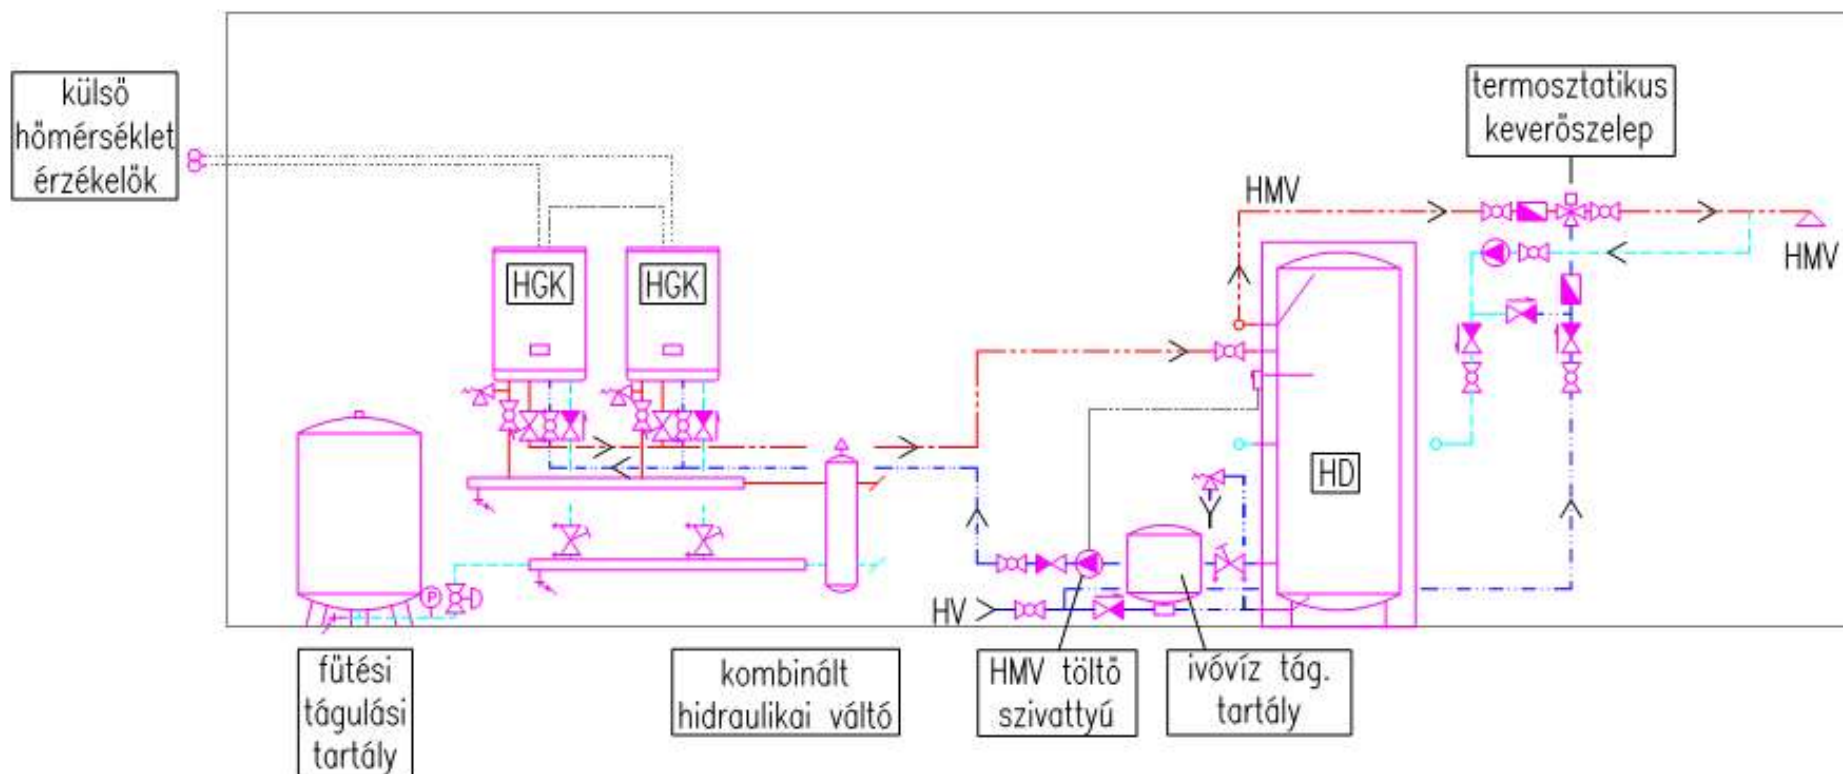 külső
hőmérséklet
érzékelők
termosztatikus
keverőszelep
HMV
HMV
HGK
HGK
HD
P
HV
fűtési
tágulási
tartály
kombinált
hidraulikai váltó
HMV töltő
szivattyú
ivóvíz tág.
tartály